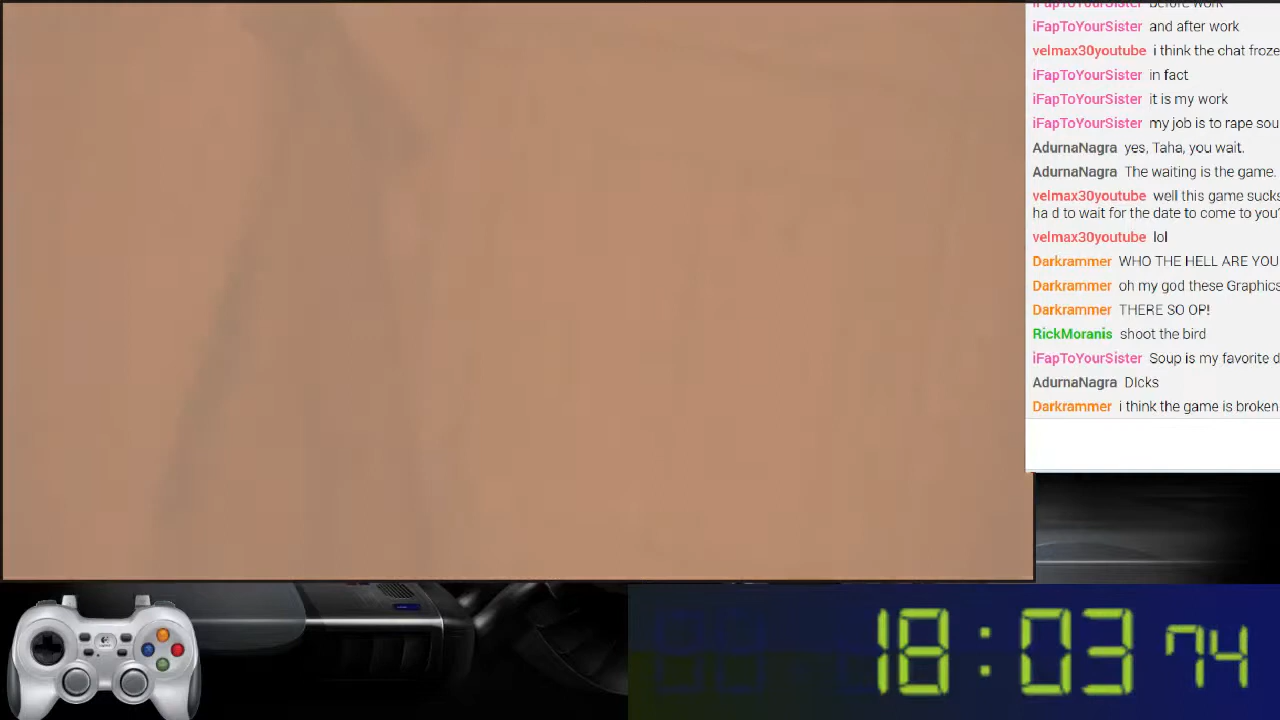 iFapToYourSister before work
iFapToYourSister and after work
velmax30youtube i think the chat froze
iFapToYourSister in fact
iFapToYourSister it is my work
iFapToYourSister my job is to rape sou
AdurnaNagra yes, Taha, you wait.
AdurnaNagra The waiting is the game.
velmax30youtube well this game sucks
ha d to wait for the date to come to you?
velmax30youtube lol
Darkrammer WHO THE HELL ARE YOU
Darkrammer oh my god these Graphics
Darkrammer THERE SO OP!
RickMoranis shoot the bird
iFapToYourSister Soup is my favorite d
AdurnaNagra DIcks
Darkrammer i think the game is broken
18:03 74